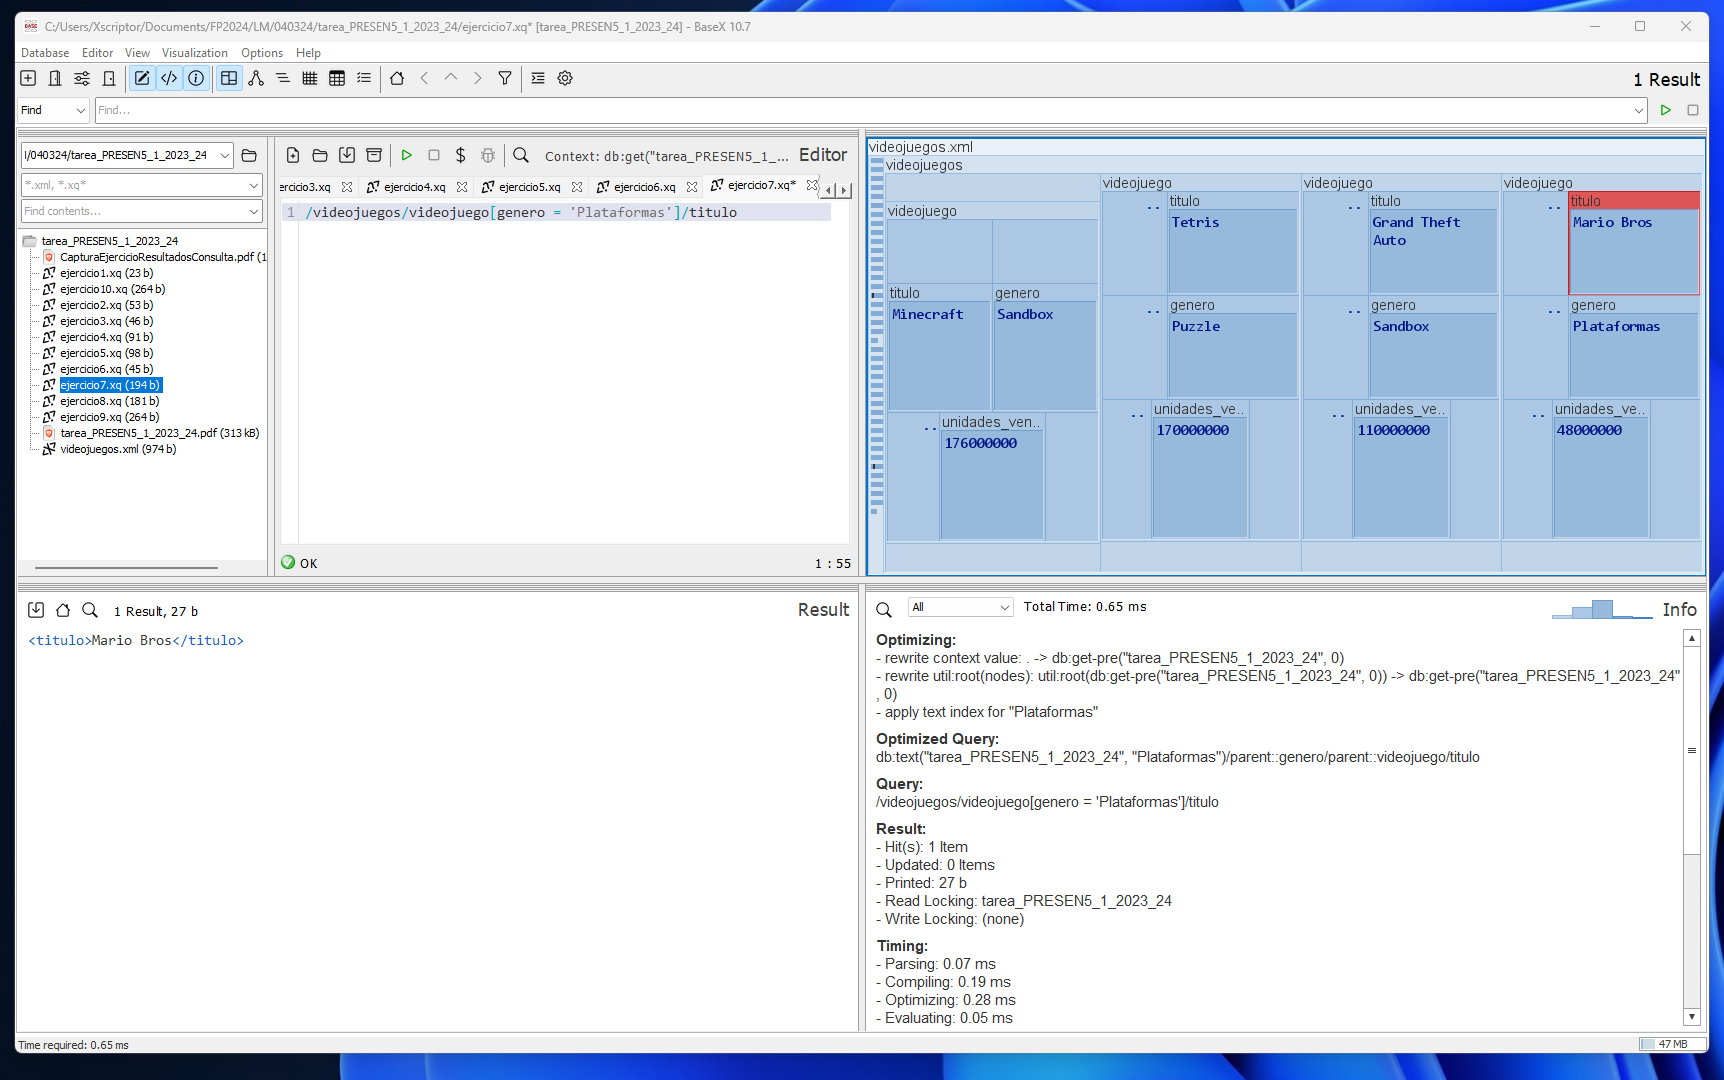 C:/Users/Xscriptor/Documents/FP2024/LM/040324/tarea_PRESEN5_1_2023_24/ejercicio7.xq* [tarea_PRESEN5_1_2023_24] - BaseX 10.7
Database Editor View Visualization Options Help
1 Result
Find Find...
I/040324/tarea_PRESEN5_1_2023_24
*.xml, *.xq*
Find contents...
tarea_PRESEN5_1_2023_24
CapturaEjercicioResultadosConsulta.pdf (1
ejercicio1.xq (23 b)
ejercicio10.xq (264 b)
ejercicio2.xq (53 b)
ejercicio3.xq (46 b)
ejercicio4.xq (91 b)
ejercicio5.xq (98 b)
ejercicio6.xq (45 b)
ejercicio7.xq (194 b)
ejercicio8.xq (181 b)
ejercicio9.xq (264 b)
tarea_PRESEN5_1_2023_24.pdf (313 kB)
videojuegos.xml (974 b)
Context: db:get("tarea_PRESEN5_1_... Editor
ercicio3.xq ejercicio4.xq ejercicio5.xq ejercicio6.xq ejercicio7.xq*
1 /videojuegos/videojuego[genero = 'Plataformas']/titulo
OK 1 : 55
videojuegos.xml
videojuegos
videojuego
titulo
Minecraft
genero
Sandbox
.. unidades_ven..
176000000
videojuego
.. titulo
Tetris
.. genero
Puzzle
.. unidades_ve..
170000000
videojuego
.. titulo
Grand Theft
Auto
.. genero
Sandbox
.. unidades_ve..
110000000
videojuego
.. titulo
Mario Bros
.. genero
Plataformas
.. unidades_ve..
48000000
1 Result, 27 b Result
<titulo>Mario Bros</titulo>
All Total Time: 0.65 ms Info
Optimizing:
- rewrite context value: . -> db:get-pre("tarea_PRESEN5_1_2023_24", 0)
- rewrite util:root(nodes): util:root(db:get-pre("tarea_PRESEN5_1_2023_24", 0)) -> db:get-pre("tarea_PRESEN5_1_2023_24"
, 0)
- apply text index for "Plataformas"
Optimized Query:
db:text("tarea_PRESEN5_1_2023_24", "Plataformas")/parent::genero/parent::videojuego/titulo
Query:
/videojuegos/videojuego[genero = 'Plataformas']/titulo
Result:
- Hit(s): 1 Item
- Updated: 0 Items
- Printed: 27 b
- Read Locking: tarea_PRESEN5_1_2023_24
- Write Locking: (none)
Timing:
- Parsing: 0.07 ms
- Compiling: 0.19 ms
- Optimizing: 0.28 ms
- Evaluating: 0.05 ms
Time required: 0.65 ms
47 MB